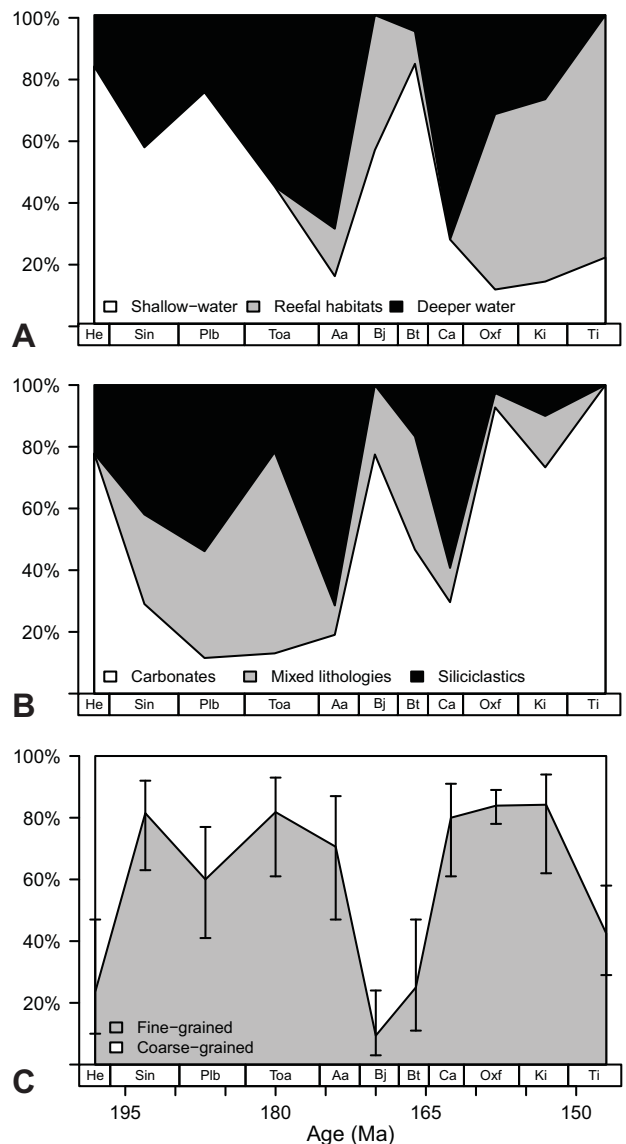 100%
80%
60%
40%
20%
Shallow−water Reefal habitats Deeper water
A
He Sin Plb Toa Aa Bj Bt Ca Oxf Ki Ti
100%
80%
60%
40%
20%
Carbonates Mixed lithologies Siliciclastics
B
He Sin Plb Toa Aa Bj Bt Ca Oxf Ki Ti
100%
80%
60%
40%
20%
Fine−grained
Coarse−grained
C
He Sin Plb Toa Aa Bj Bt Ca Oxf Ki Ti
195 180 165 150
Age (Ma)